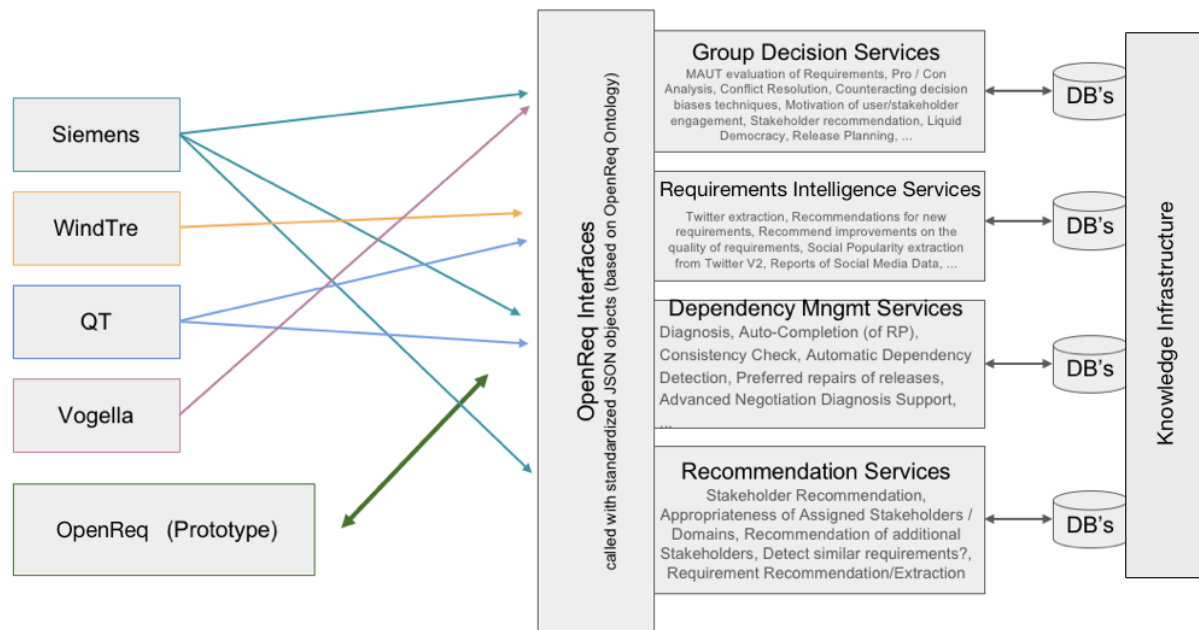 Siemens
WindTre
QT
Vogella
OpenReq (Prototype)
OpenReq Interfaces
called with standardized JSON objects (based on OpenReq Ontology)
Group Decision Services
MAUT evaluation of Requirements, Pro / Con
Analysis, Conflict Resolution, Counteracting decision
biases techniques, Motivation of user/stakeholder
engagement, Stakeholder recommendation, Liquid
Democracy, Release Planning, ...
DB's
Requirements Intelligence Services
Twitter extraction, Recommendations for new
requirements, Recommend improvements on the
quality of requirements, Social Popularity extraction
from Twitter V2, Reports of Social Media Data, ...
DB's
Dependency Mngmt Services
Diagnosis, Auto-Completion (of RP),
Consistency Check, Automatic Dependency
Detection, Preferred repairs of releases,
Advanced Negotiation Diagnosis Support,
...
DB's
Recommendation Services
Stakeholder Recommendation,
Appropriateness of Assigned Stakeholders /
Domains, Recommendation of additional
Stakeholders, Detect similar requirements?,
Requirement Recommendation/Extraction
DB's
Knowledge Infrastructure